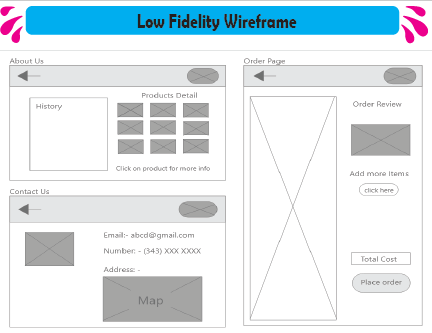 Low Fidelity Wireframe
About Us
History
Products Detail
Click on product for more info
Contact Us
Email:- abcd@gmail.com
Number: - (343) XXX XXXX
Address: -
Map
Order Page
Order Review
Add more Items
click here
Total Cost
Place order